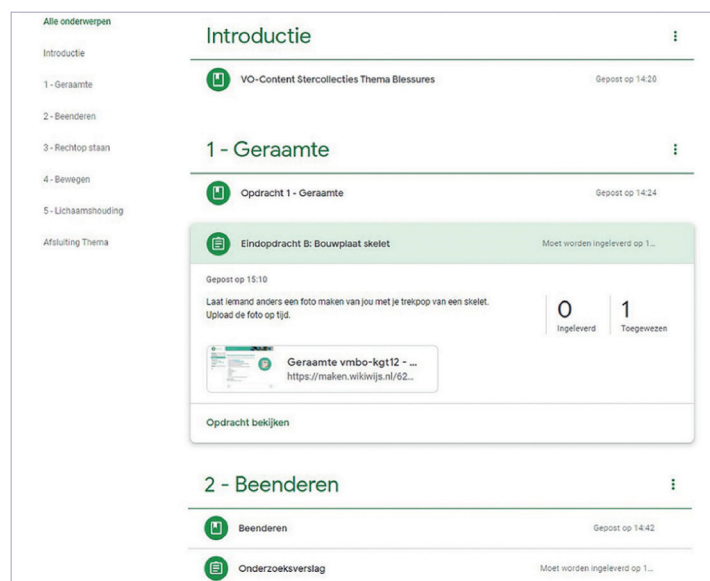 Alle onderwerpen
Introductie
1 - Geraamte
2 - Beenderen
3 - Rechtop staan
4 - Bewegen
5 - Lichaamshouding
Afsluiting Thema
Introductie
VO-Content Stercollecties Thema Blessures Gepost op 14:20
1 - Geraamte
Opdracht 1 - Geraamte Gepost op 14:24
Eindopdracht B: Bouwplaat skelet Moet worden ingeleverd op 1...
Gepost op 15:10
Laat iemand anders een foto maken van jou met je trekpop van een skelet.
Upload de foto op tijd.
0 1
Ingeleverd Toegewezen
Geraamte vmbo-kgt12 - ...
https://maken.wikiwijs.nl/62...
Opdracht bekijken
2 - Beenderen
Beenderen Gepost op 14:42
Onderzoeksverslag Moet worden ingeleverd op 1...